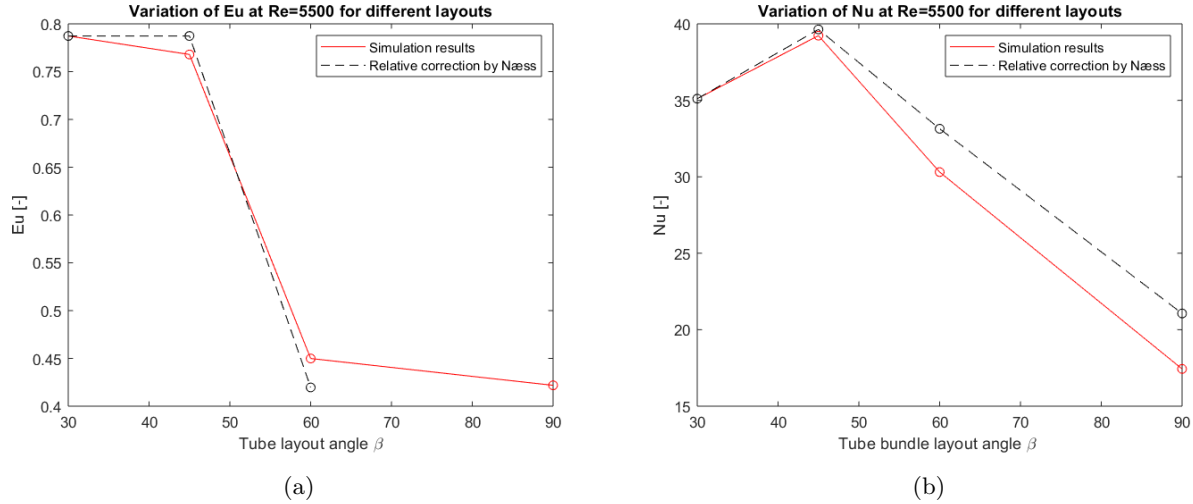 Variation of Eu at Re=5500 for different layouts
0.8
0.75
0.7
0.65
0.6
0.55
0.5
0.45
0.4
Eu [-]
Simulation results
Relative correction by Næss
30 40 50 60 70 80 90
Tube layout angle β
(a)
Variation of Nu at Re=5500 for different layouts
40
35
30
25
20
15
Nu [-]
Simulation results
Relative correction by Næss
30 40 50 60 70 80 90
Tube bundle layout angle β
(b)